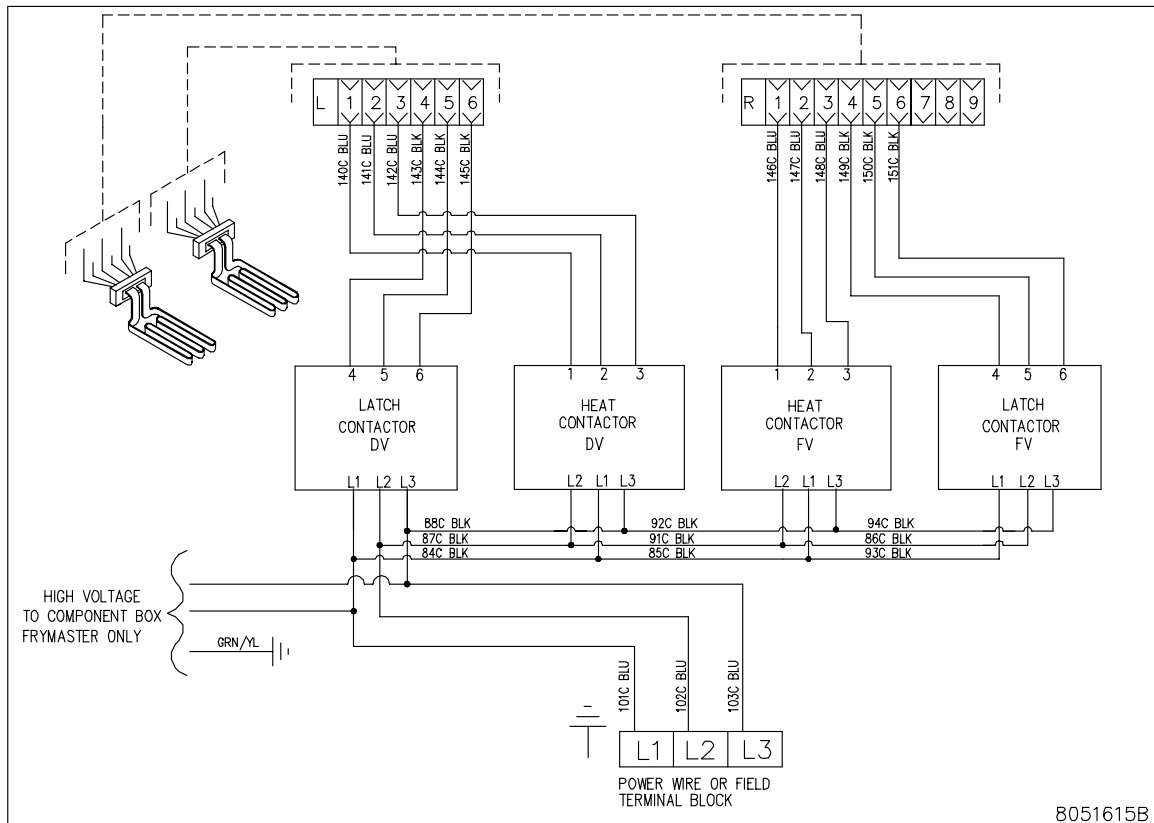 L 1 2 3 4 5 6
R 1 2 3 4 5 6 7 8 9
140C BLU
141C BLU
142C BLU
143C BLK
144C BLK
145C BLK
146C BLU
147C BLU
148C BLU
149C BLK
150C BLK
151C BLK
4 5 6
LATCH
CONTACTOR
DV
L1 L2 L3
1 2 3
HEAT
CONTACTOR
DV
L2 L1 L3
1 2 3
HEAT
CONTACTOR
FV
L2 L1 L3
4 5 6
LATCH
CONTACTOR
FV
L1 L2 L3
88C BLK 92C BLK 94C BLK
87C BLK 91C BLK 86C BLK
84C BLK 85C BLK 93C BLK
HIGH VOLTAGE
TO COMPONENT BOX
FRYMASTER ONLY
GRN/YL
101C BLU
102C BLU
103C BLU
L1 L2 L3
POWER WIRE OR FIELD
TERMINAL BLOCK
8051615B